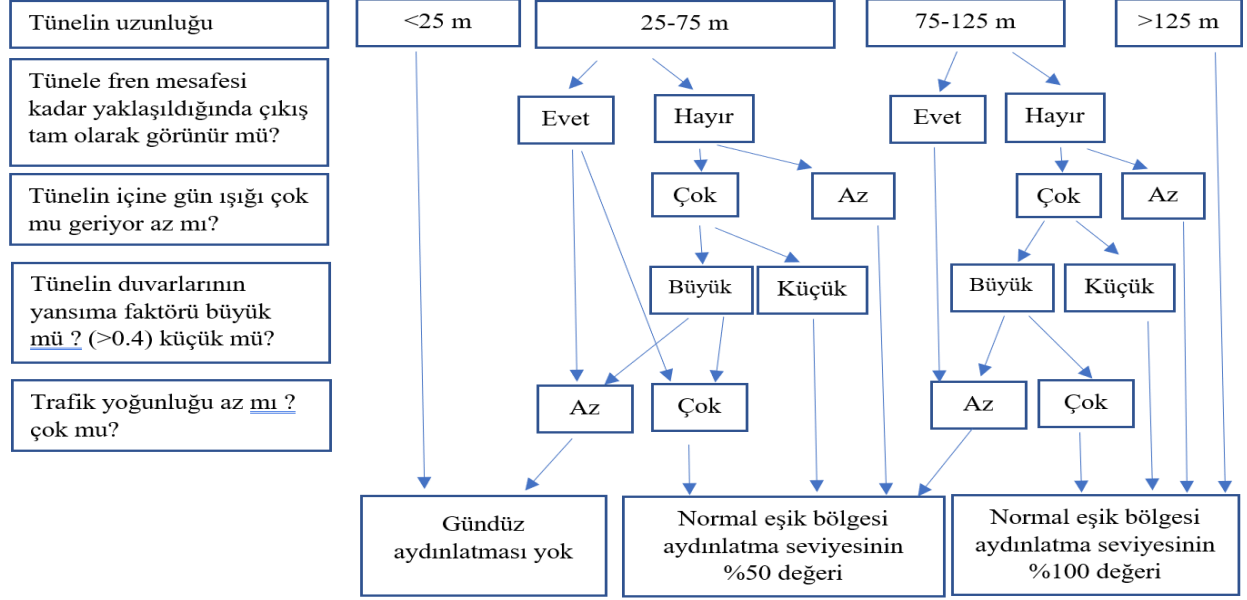 Tünelin uzunluğu
<25 m
25-75 m
75-125 m
>125 m
Tünele fren mesafesi
kadar yaklaşıldığında çıkış
tam olarak görünür mü?
Evet
Hayır
Evet
Hayır
Tünelin içine gün ışığı çok
mu geriyor az mı?
Çok
Az
Çok
Az
Tünelin duvarlarının
yansıma faktörü büyük
mü ? (>0.4) küçük mü?
Büyük
Küçük
Büyük
Küçük
Trafik yoğunluğu az mı ?
çok mu?
Az
Çok
Az
Çok
Gündüz
aydınlatması yok
Normal eşik bölgesi
aydınlatma seviyesinin
%50 değeri
Normal eşik bölgesi
aydınlatma seviyesinin
%100 değeri